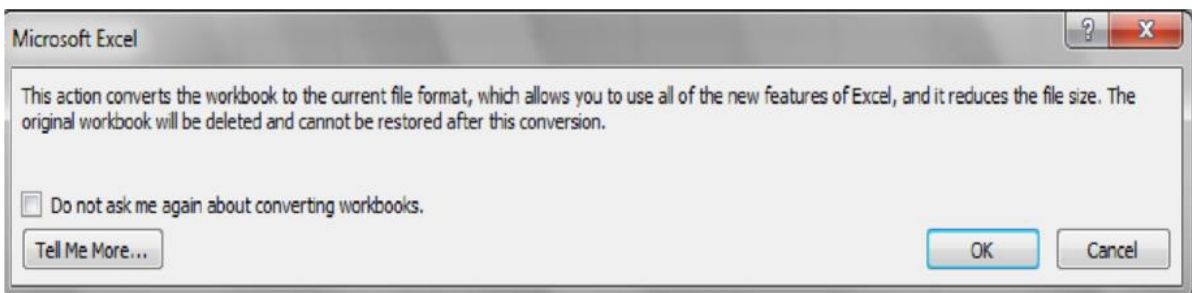 Microsoft Excel
? X
This action converts the workbook to the current file format, which allows you to use all of the new features of Excel, and it reduces the file size. The
original workbook will be deleted and cannot be restored after this conversion.
Do not ask me again about converting workbooks.
Tell Me More... OK Cancel